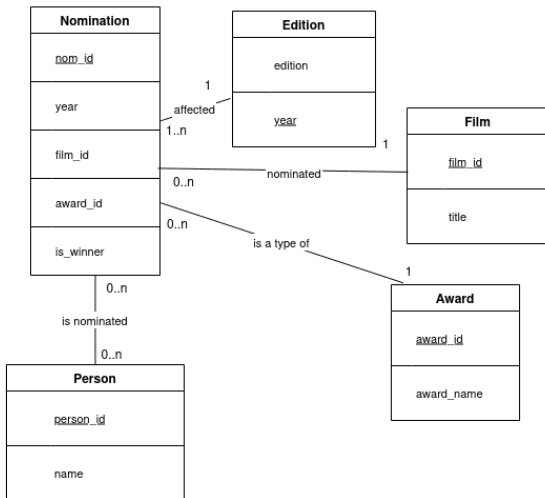 Nomination
nom_id
year
film_id
award_id
is_winner
Edition
edition
year
1
affected
1..n
Film
film_id
title
1
nominated
0..n
0..n
is a type of
1
Award
award_id
award_name
0..n
is nominated
0..n
Person
person_id
name